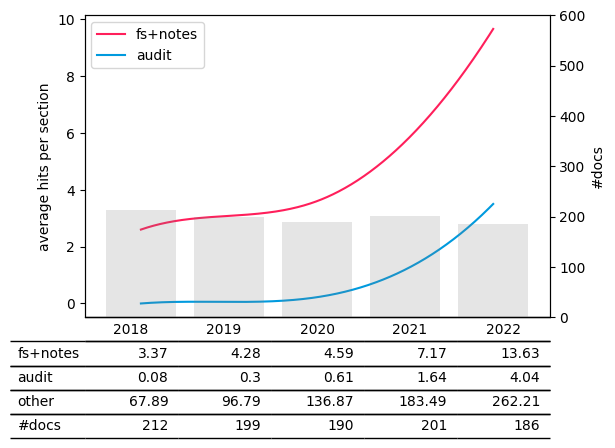 fs+notes
audit
average hits per section
10
8
6
4
2
0
600
500
400
300
200
100
0
#docs
2018 2019 2020 2021 2022
fs+notes 3.37 4.28 4.59 7.17 13.63
audit 0.08 0.3 0.61 1.64 4.04
other 67.89 96.79 136.87 183.49 262.21
#docs 212 199 190 201 186